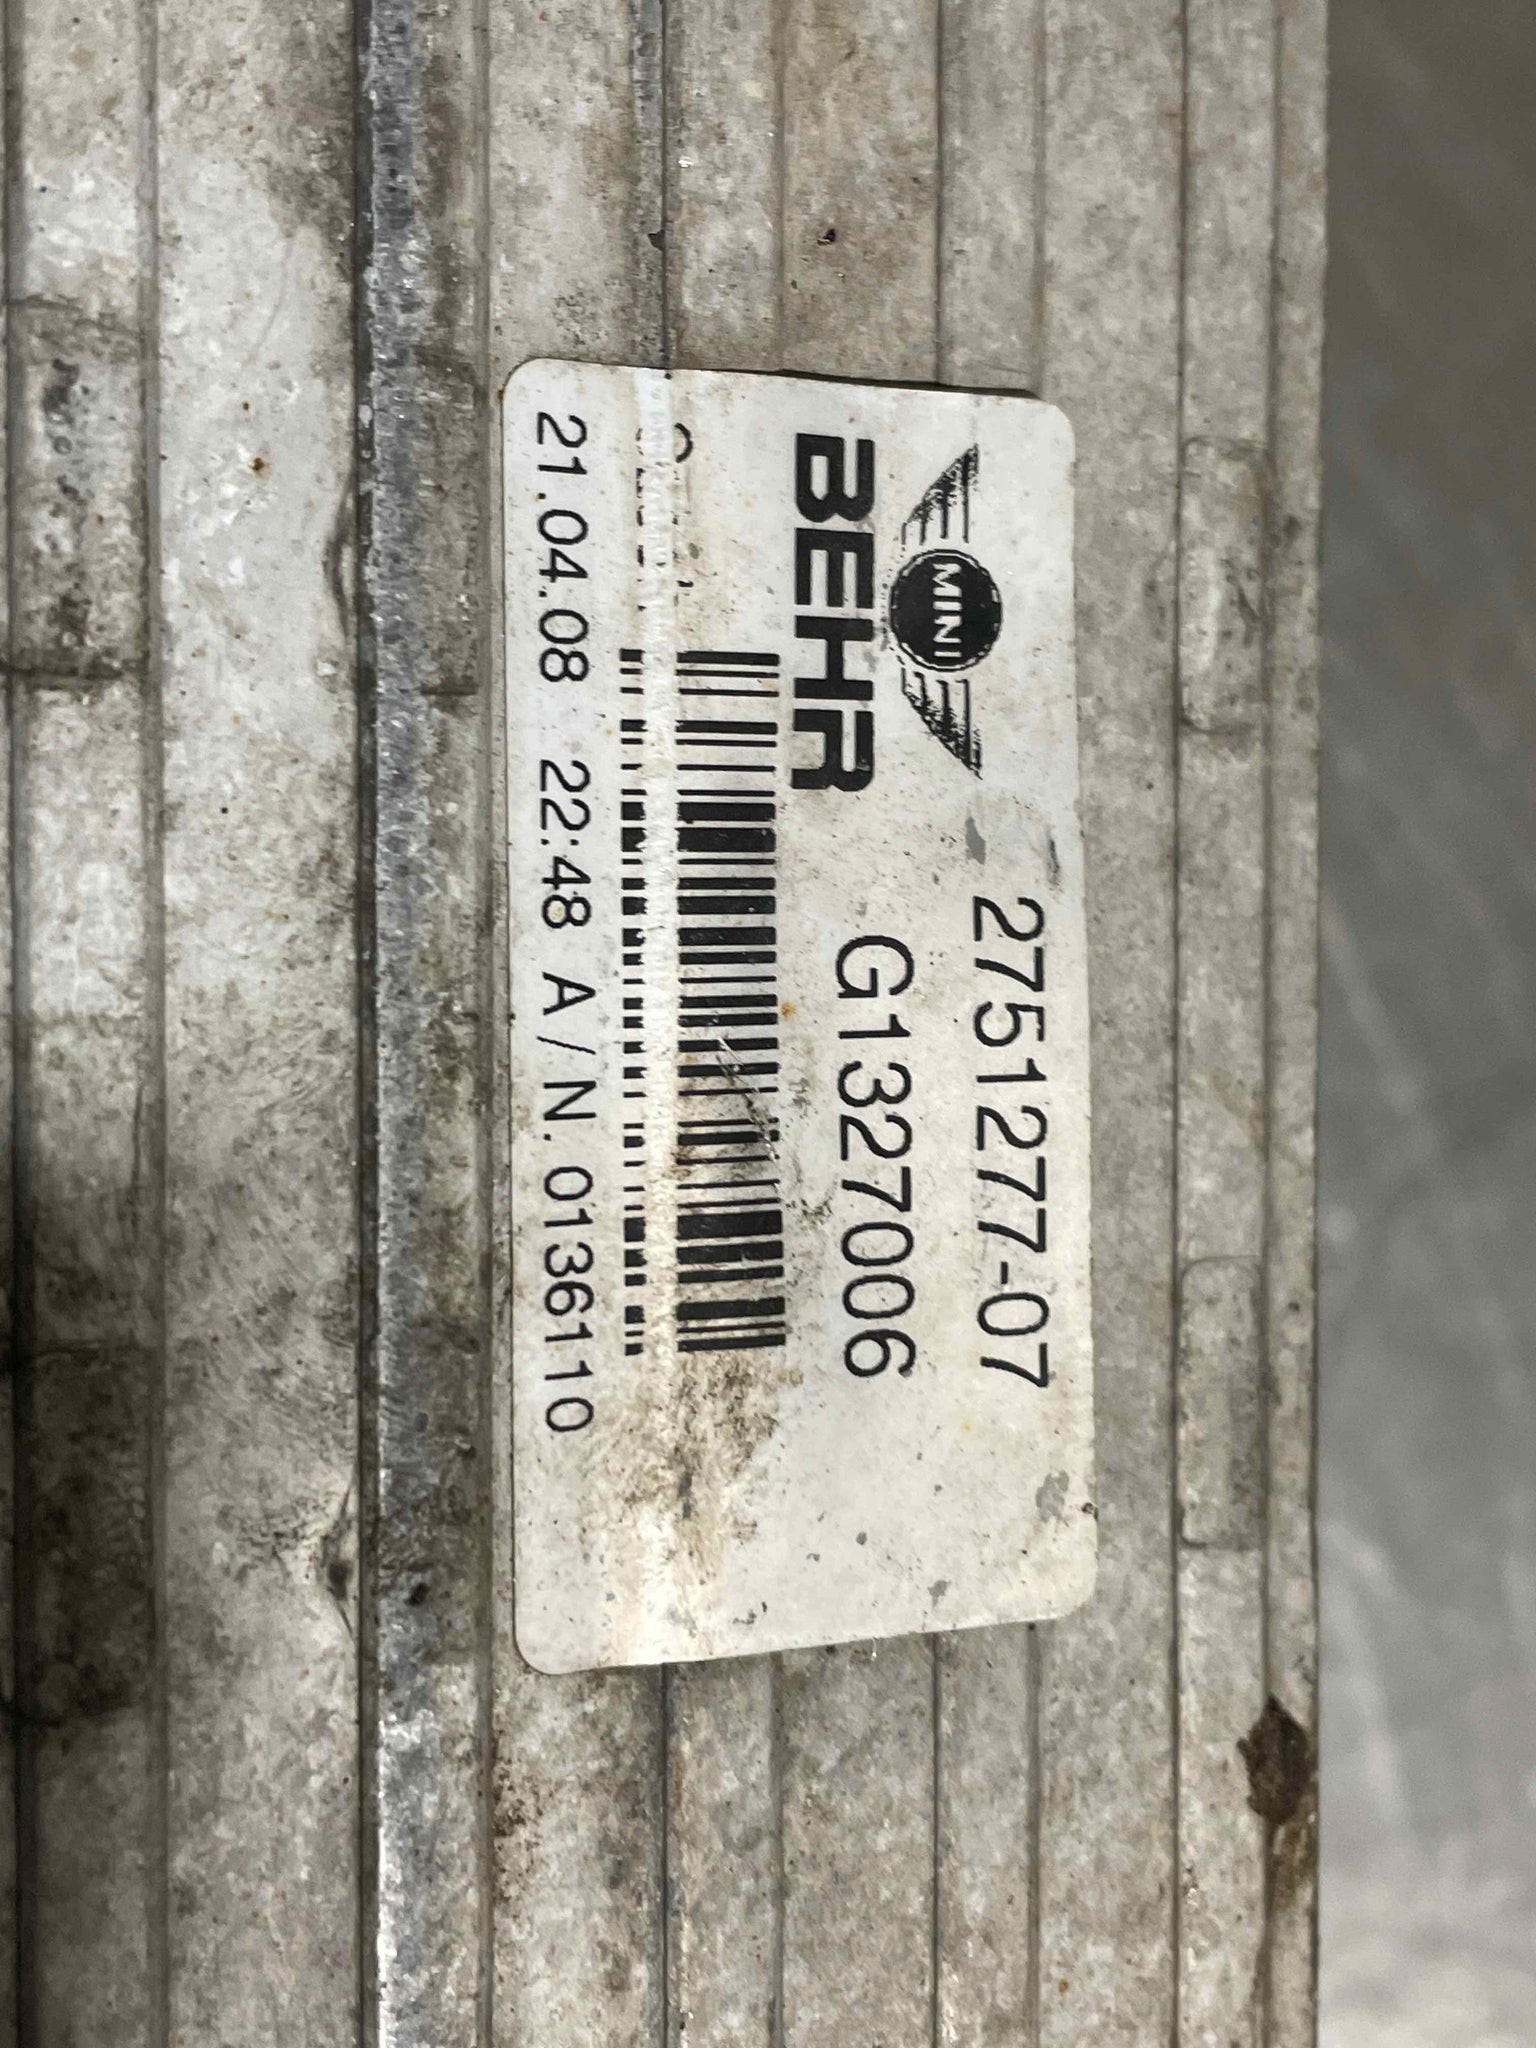 MINI
2751277-07
BEHR
G1327006
21.04.08 22:48 A/N. 0136110